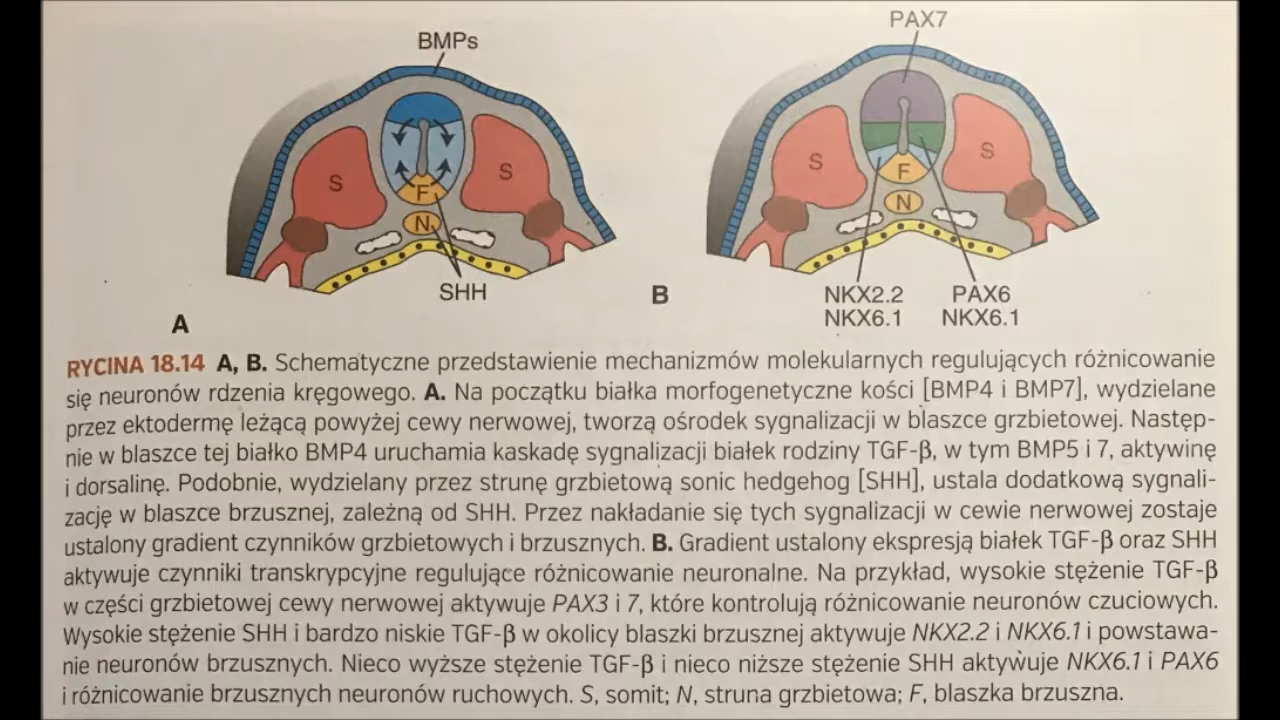 BMPs
S
S
F
N
SHH
A
PAX7
S
S
F
N
B
NKX2.2 PAX6
NKX6.1 NKX6.1
RYCINA 18.14 A, B. Schematyczne przedstawienie mechanizmów molekularnych regulujących różnicowanie
się neuronów rdzenia kręgowego. A. Na początku białka morfogenetyczne kości [BMP4 i BMP7], wydzielane
przez ektodermę leżącą powyżej cewy nerwowej, tworzą ośrodek sygnalizacji w blaszce grzbietowej. Następ-
nie w blaszce tej białko BMP4 uruchamia kaskadę sygnalizacji białek rodziny TGF-β, w tym BMP5 i 7, aktywinę
i dorsalinę. Podobnie, wydzielany przez strunę grzbietową sonic hedgehog [SHH], ustala dodatkową sygnali-
zację w blaszce brzusznej, zależną od SHH. Przez nakładanie się tych sygnalizacji w cewie nerwowej zostaje
ustalony gradient czynników grzbietowych i brzusznych. B. Gradient ustalony ekspresją białek TGF-β oraz SHH
aktywuje czynniki transkrypcyjne regulujące różnicowanie neuronalne. Na przykład, wysokie stężenie TGF-β
w części grzbietowej cewy nerwowej aktywuje PAX3 i 7, które kontrolują różnicowanie neuronów czuciowych.
Wysokie stężenie SHH i bardzo niskie TGF-β w okolicy blaszki brzusznej aktywuje NKX2.2 i NKX6.1 i powstawa-
nie neuronów brzusznych. Nieco wyższe stężenie TGF-β i nieco niższe stężenie SHH aktywuje NKX6.1 i PAX6
i różnicowanie brzusznych neuronów ruchowych. S, somit; N, struna grzbietowa; F, blaszka brzuszna.